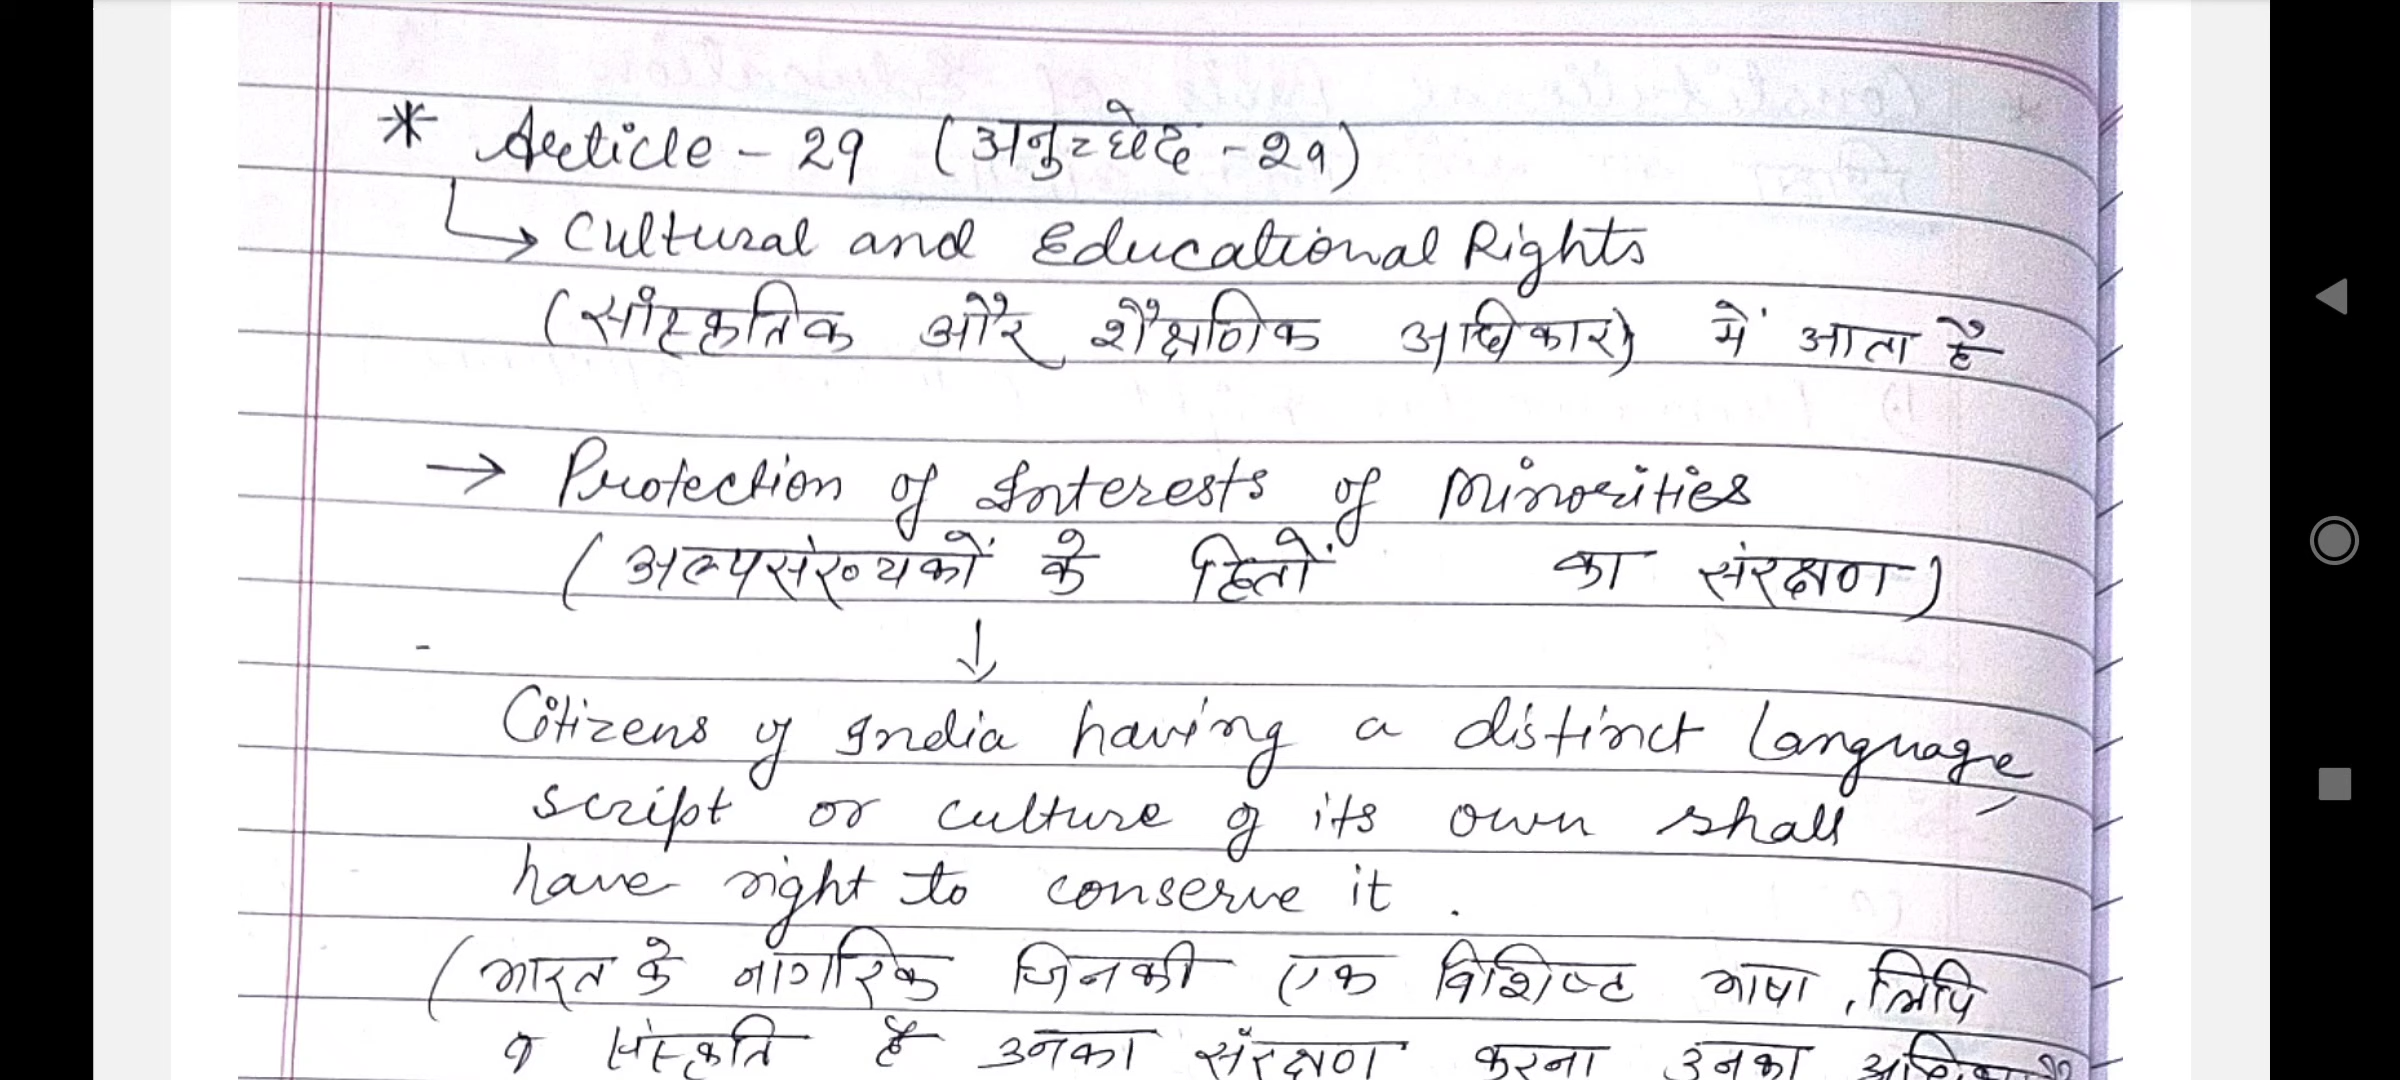 * Article - 29 (अनुच्छेद - 29)
↳ Cultural and Educational Rights
(सांस्कृतिक और शैक्षणिक अधिकार) में आता है
→ Protection of Interests of Minorities
(अल्पसंख्यकों के हितों का संरक्षण)
↓
Citizens of India having a distinct language,
script or culture of its own shall
have right to conserve it.
(भारत के नागरिक जिनकी एक विशिष्ट भाषा, लिपि
व संस्कृति है उनका संरक्षण करना उनका